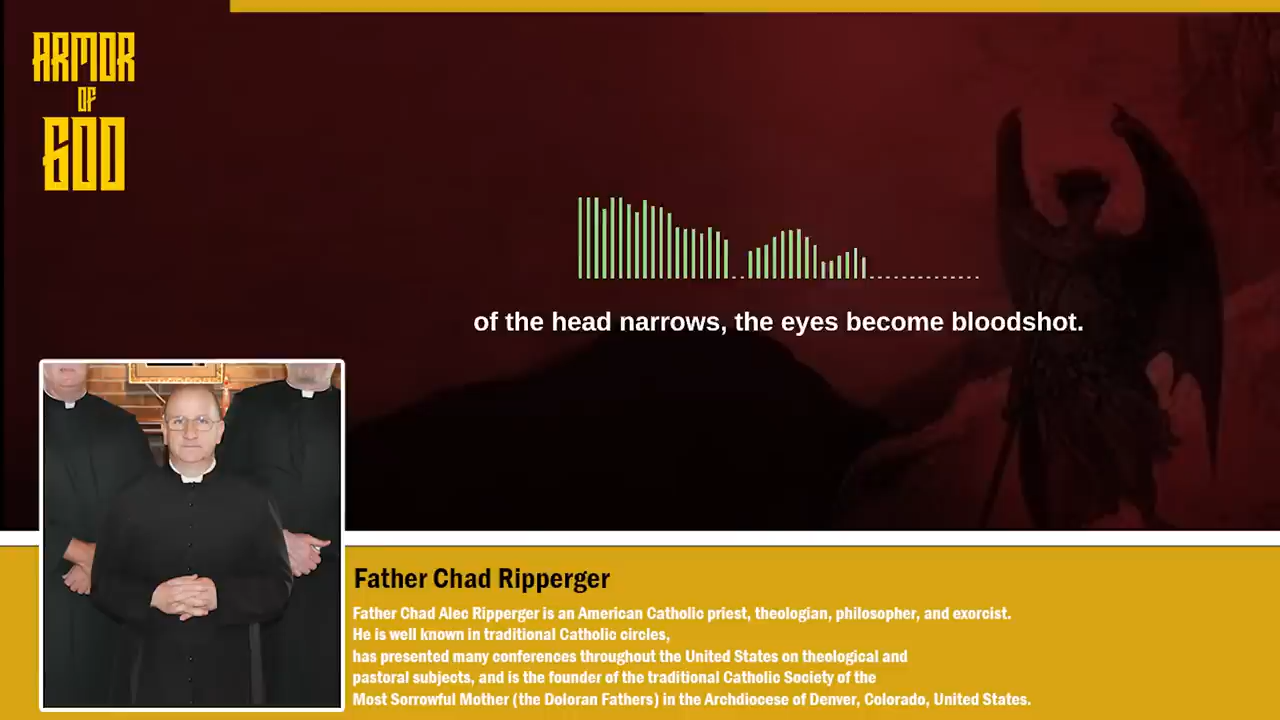 ARMOR
OF
GOD
of the head narrows, the eyes become bloodshot.
Father Chad Ripperger
Father Chad Alec Ripperger is an American Catholic priest, theologian, philosopher, and exorcist.
He is well known in traditional Catholic circles,
has presented many conferences throughout the United States on theological and
pastoral subjects, and is the founder of the traditional Catholic Society of the
Most Sorrowful Mother (the Doloran Fathers) in the Archdiocese of Denver, Colorado, United States.